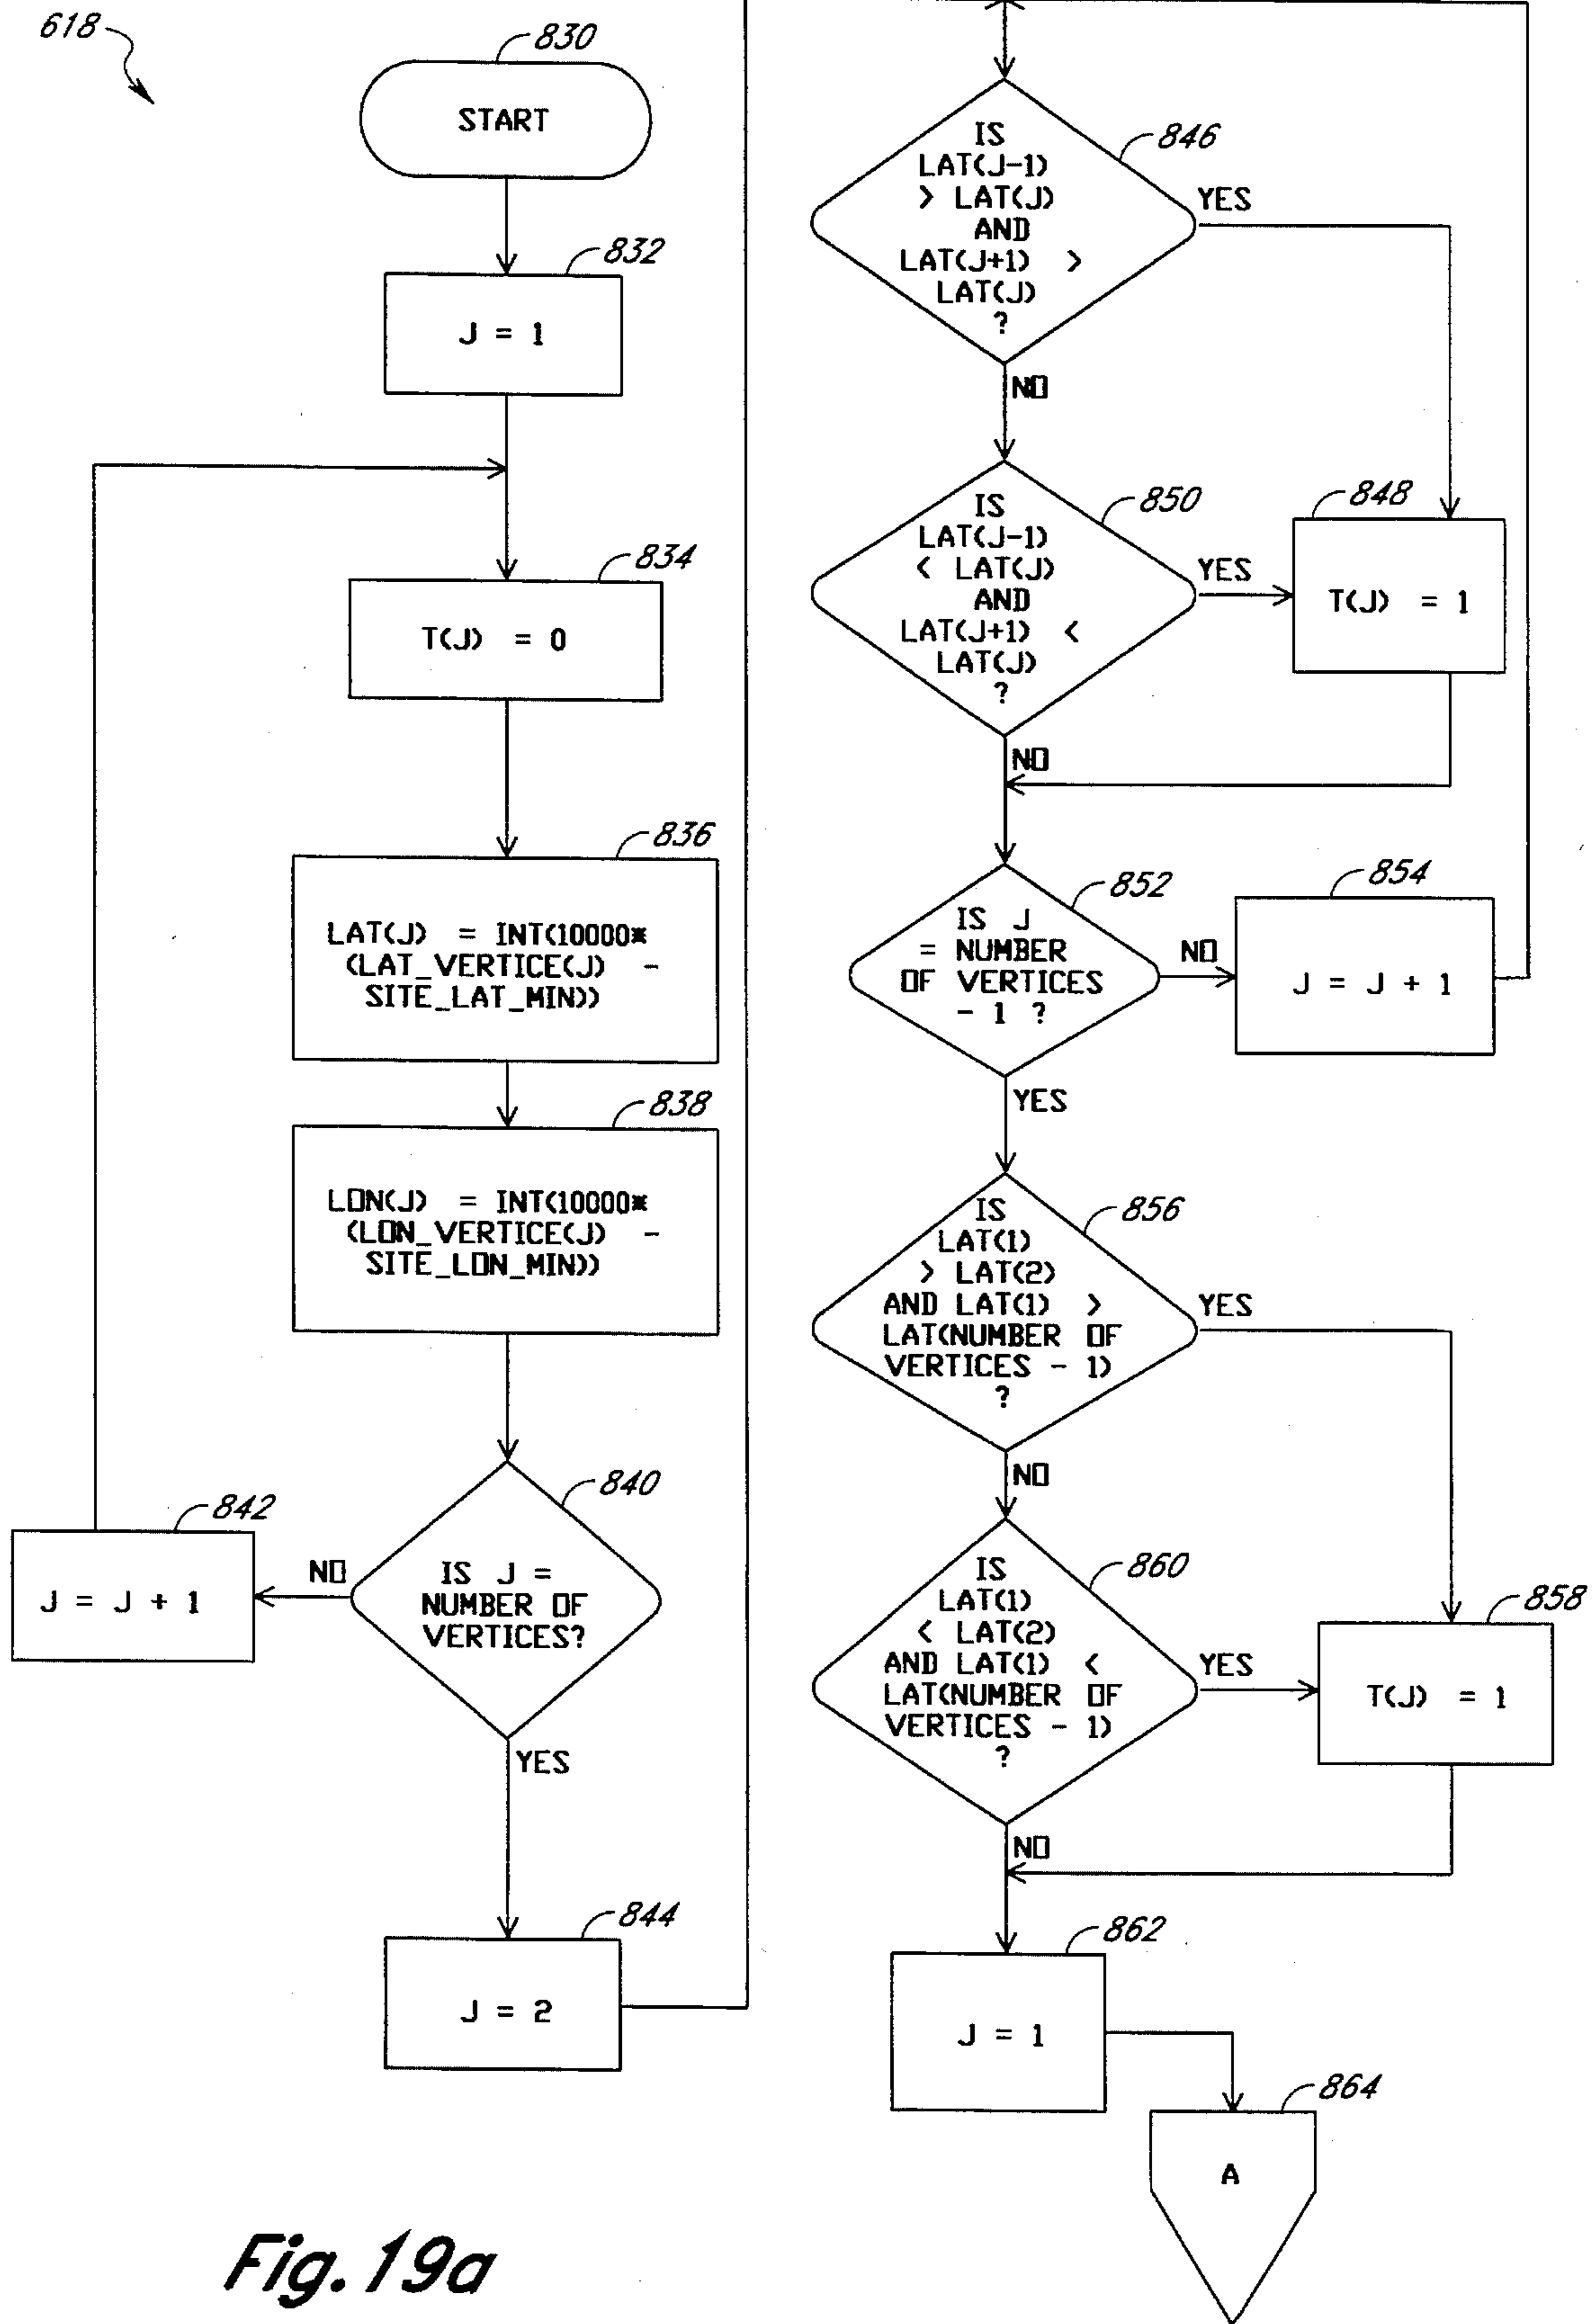 618
830
START
832
J = 1
834
T(J) = 0
836
LAT(J) = INT(10000*
(LAT_VERTICE(J) -
SITE_LAT_MIN))
838
LON(J) = INT(10000*
(LON_VERTICE(J) -
SITE_LON_MIN))
840
IS J =
NUMBER OF
VERTICES?
NO
842
J = J + 1
YES
844
J = 2
846
IS
LAT(J-1)
> LAT(J)
AND
LAT(J+1) >
LAT(J)
?
YES
NO
850
IS
LAT(J-1)
< LAT(J)
AND
LAT(J+1) <
LAT(J)
?
YES
848
T(J) = 1
NO
852
IS J
= NUMBER
OF VERTICES
- 1 ?
NO
854
J = J + 1
YES
856
IS
LAT(1)
> LAT(2)
AND LAT(1) >
LAT(NUMBER OF
VERTICES - 1)
?
YES
NO
860
IS
LAT(1)
< LAT(2)
AND LAT(1) <
LAT(NUMBER OF
VERTICES - 1)
?
YES
858
T(J) = 1
NO
862
J = 1
864
A
Fig. 19a